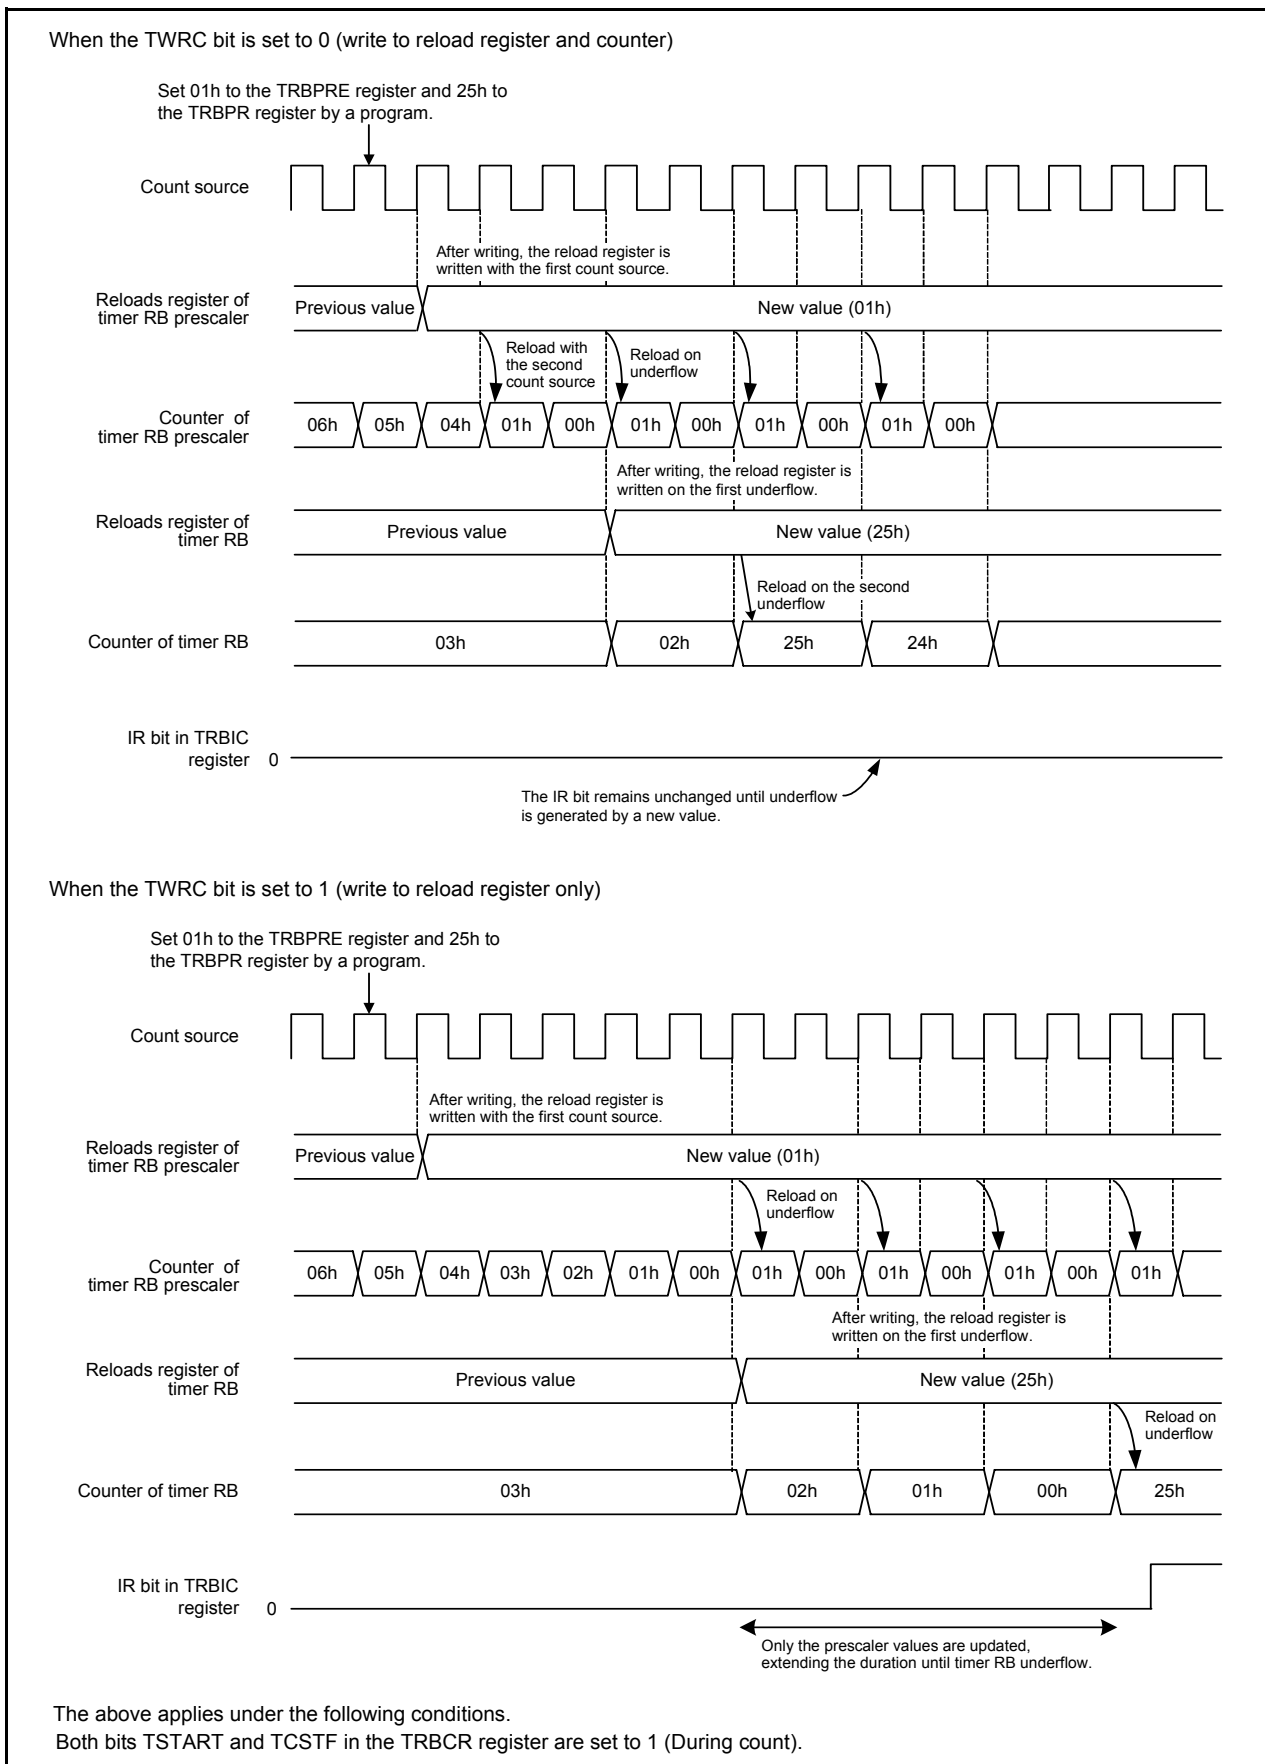 When the TWRC bit is set to 0 (write to reload register and counter)
Set 01h to the TRBPRE register and 25h to
the TRBPR register by a program.
Count source
After writing, the reload register is
written with the first count source.
Reloads register of
timer RB prescaler
Previous value
New value (01h)
Reload with
the second
count source
Reload on
underflow
Counter of
timer RB prescaler
06h 05h 04h 01h 00h 01h 00h 01h 00h 01h 00h
After writing, the reload register is
written on the first underflow.
Reloads register of
timer RB
Previous value
New value (25h)
Reload on the second
underflow
Counter of timer RB
03h 02h 25h 24h
IR bit in TRBIC
register 0
The IR bit remains unchanged until underflow
is generated by a new value.
When the TWRC bit is set to 1 (write to reload register only)
Set 01h to the TRBPRE register and 25h to
the TRBPR register by a program.
Count source
After writing, the reload register is
written with the first count source.
Reloads register of
timer RB prescaler
Previous value
New value (01h)
Reload on
underflow
Counter of
timer RB prescaler
06h 05h 04h 03h 02h 01h 00h 01h 00h 01h 00h 01h 00h 01h
After writing, the reload register is
written on the first underflow.
Reloads register of
timer RB
Previous value
New value (25h)
Reload on
underflow
Counter of timer RB
03h 02h 01h 00h 25h
IR bit in TRBIC
register 0
Only the prescaler values are updated,
extending the duration until timer RB underflow.
The above applies under the following conditions.
Both bits TSTART and TCSTF in the TRBCR register are set to 1 (During count).